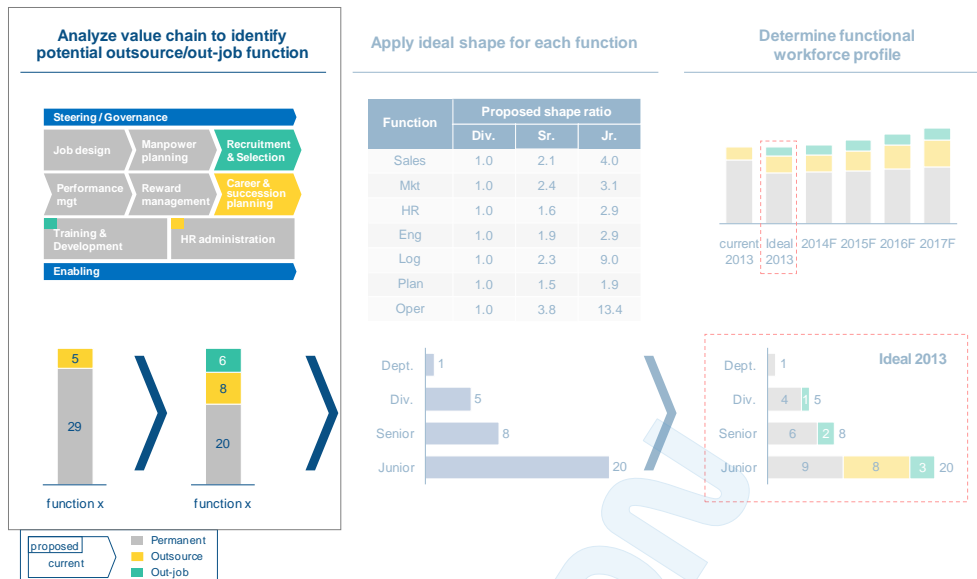 Analyze value chain to identify
potential outsource/out-job function
Steering / Governance
Job design
Manpower
planning
Recruitment
& Selection
Performance
mgt
Reward
management
Career &
succession
planning
Training &
Development
HR administration
Enabling
5
29
function x
6
8
20
function x
proposed
current
Permanent
Outsource
Out-job
Apply ideal shape for each function
Function Proposed shape ratio
Div. Sr. Jr.
Sales 1.0 2.1 4.0
Mkt 1.0 2.4 3.1
HR 1.0 1.6 2.9
Eng 1.0 1.9 2.9
Log 1.0 2.3 9.0
Plan 1.0 1.5 1.9
Oper 1.0 3.8 13.4
Dept. 1
Div. 5
Senior 8
Junior 20
Determine functional
workforce profile
current Ideal 2014F 2015F 2016F 2017F
2013 2013
Ideal 2013
Dept. 1
Div. 4 1 5
Senior 6 2 8
Junior 9 8 3 20